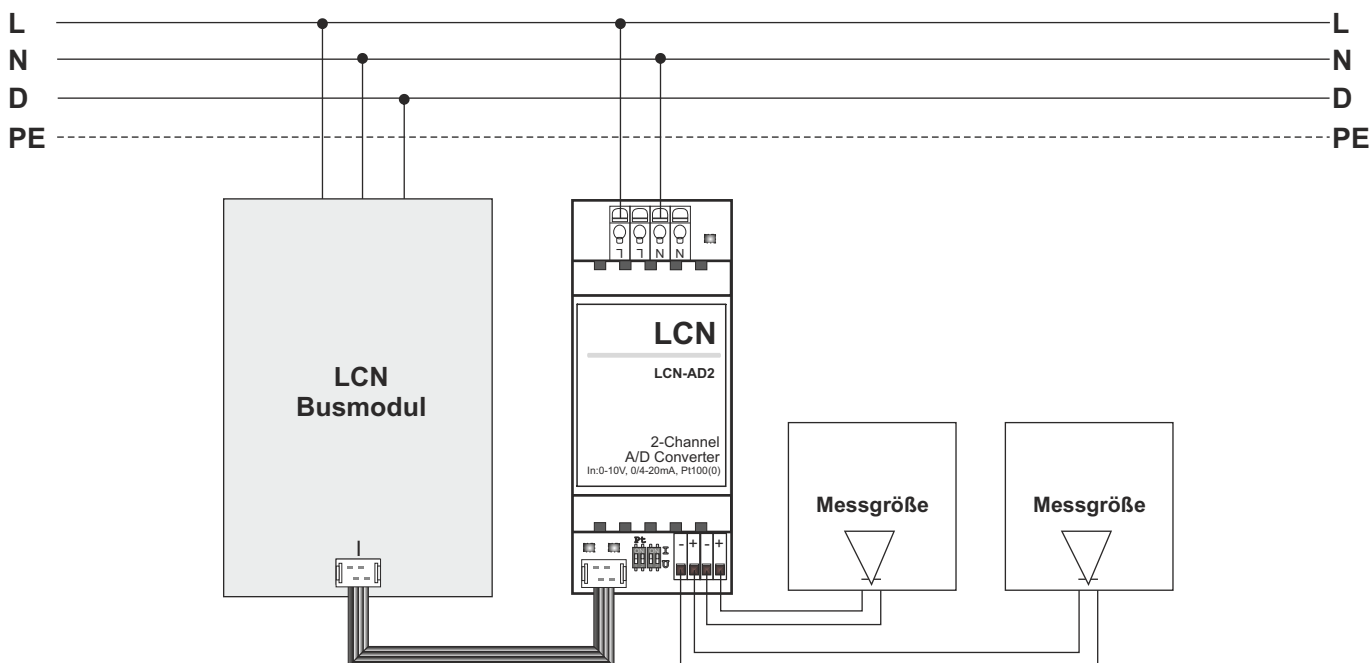 L L
N N
D D
PE PE
L L N N
LCN
LCN-AD2
LCN
Busmodul
2-Channel
A/D Converter
In:0-10V, 0/4-20mA, Pt100(0)
Messgröße Messgröße
I
Pt
I
U
- + - +